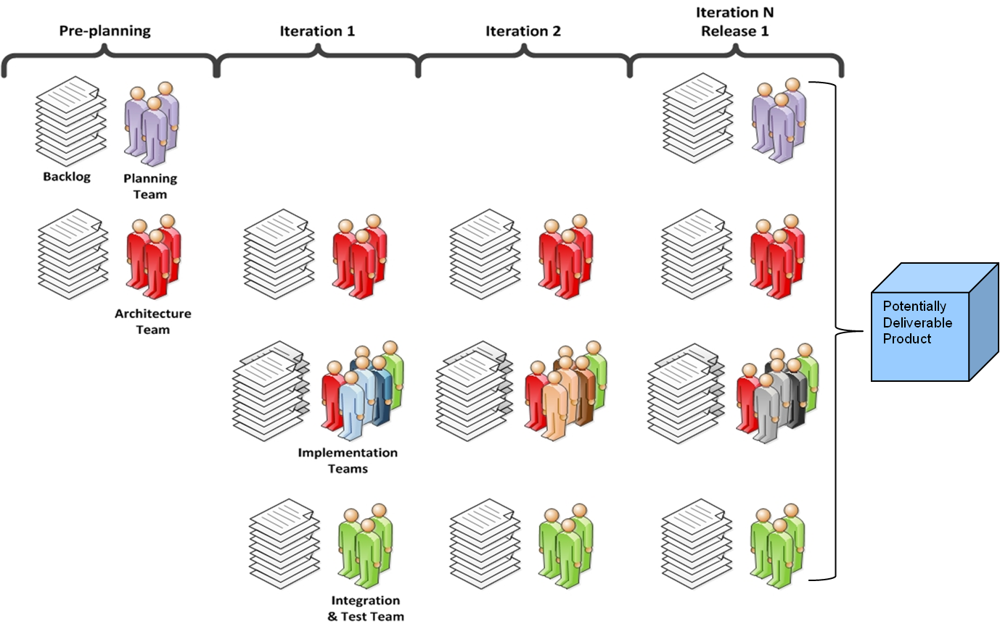 Pre-planning
Iteration 1
Iteration 2
Iteration N
Release 1
Backlog
Planning
Team
Architecture
Team
Implementation
Teams
Integration
& Test Team
Potentially
Deliverable
Product